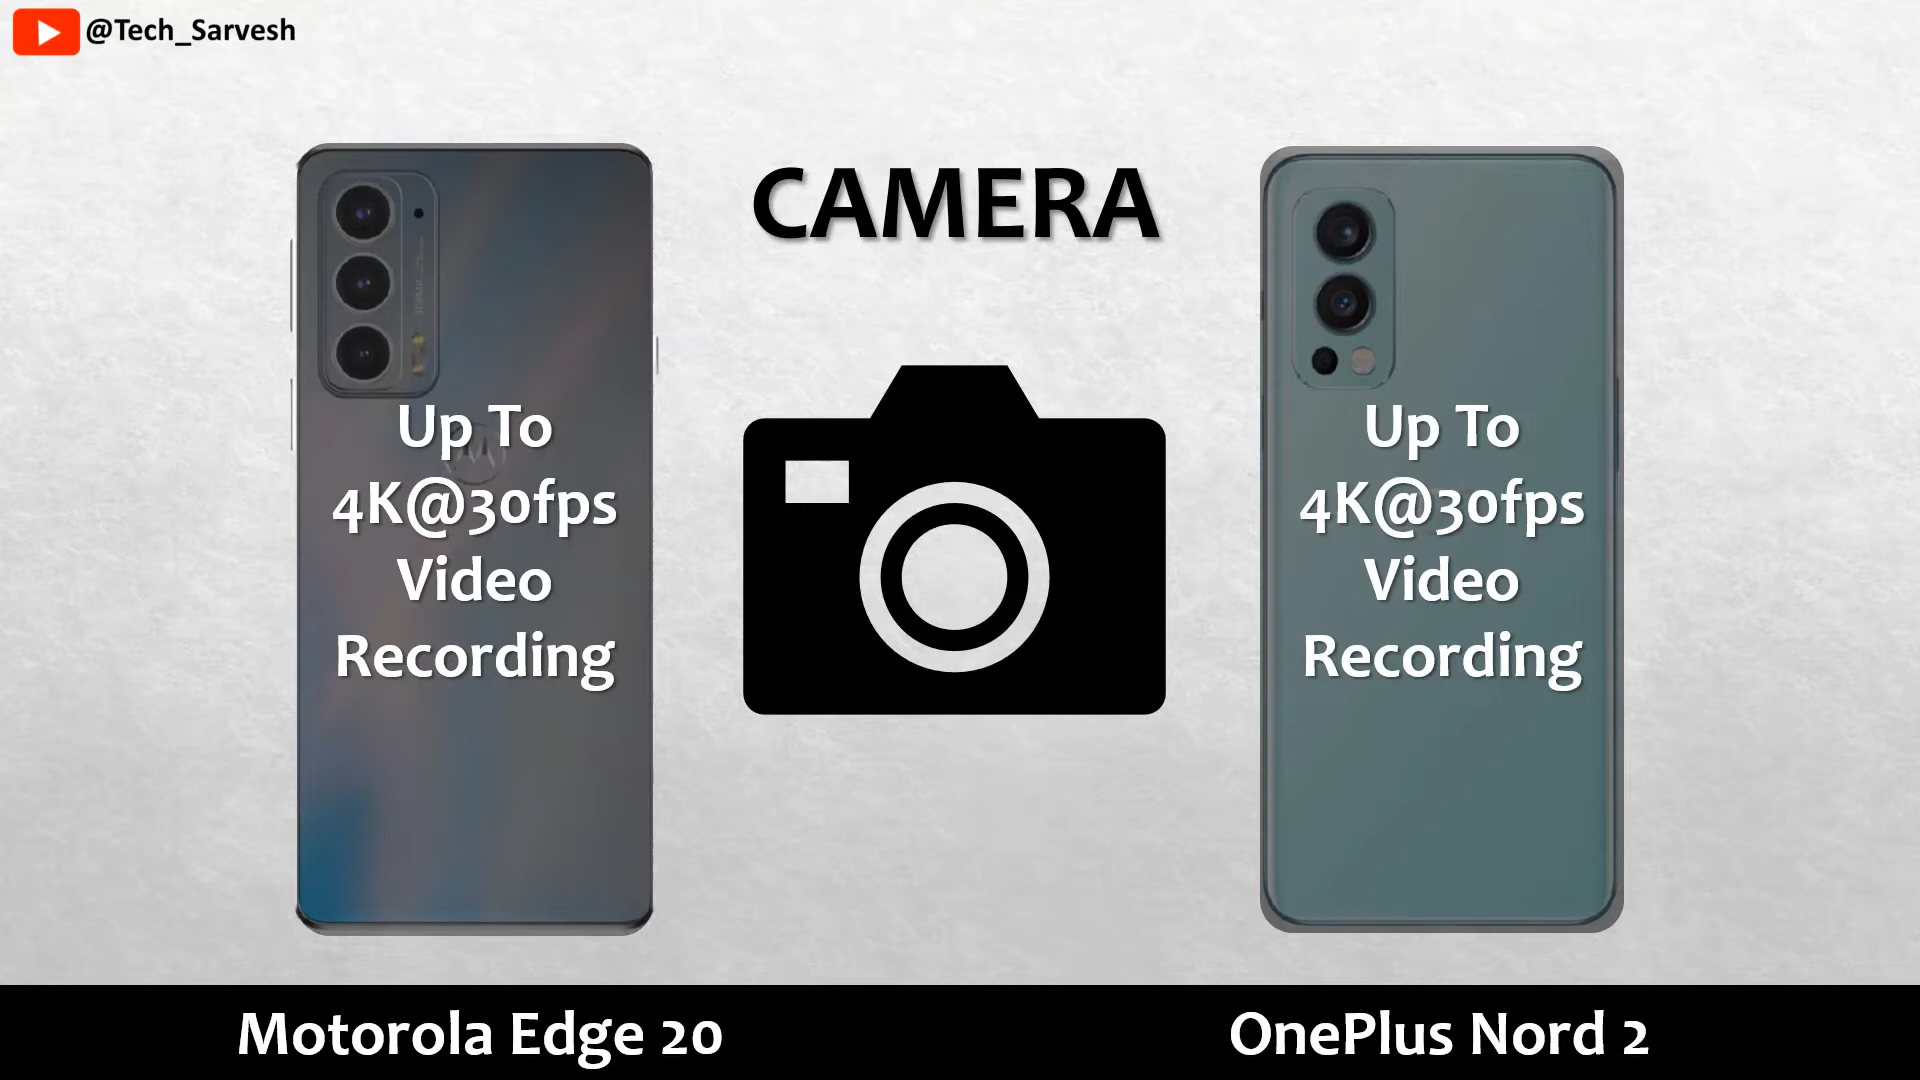 @Tech_Sarvesh
CAMERA
Up To
4K@30fps
Video
Recording
Up To
4K@30fps
Video
Recording
Motorola Edge 20
OnePlus Nord 2